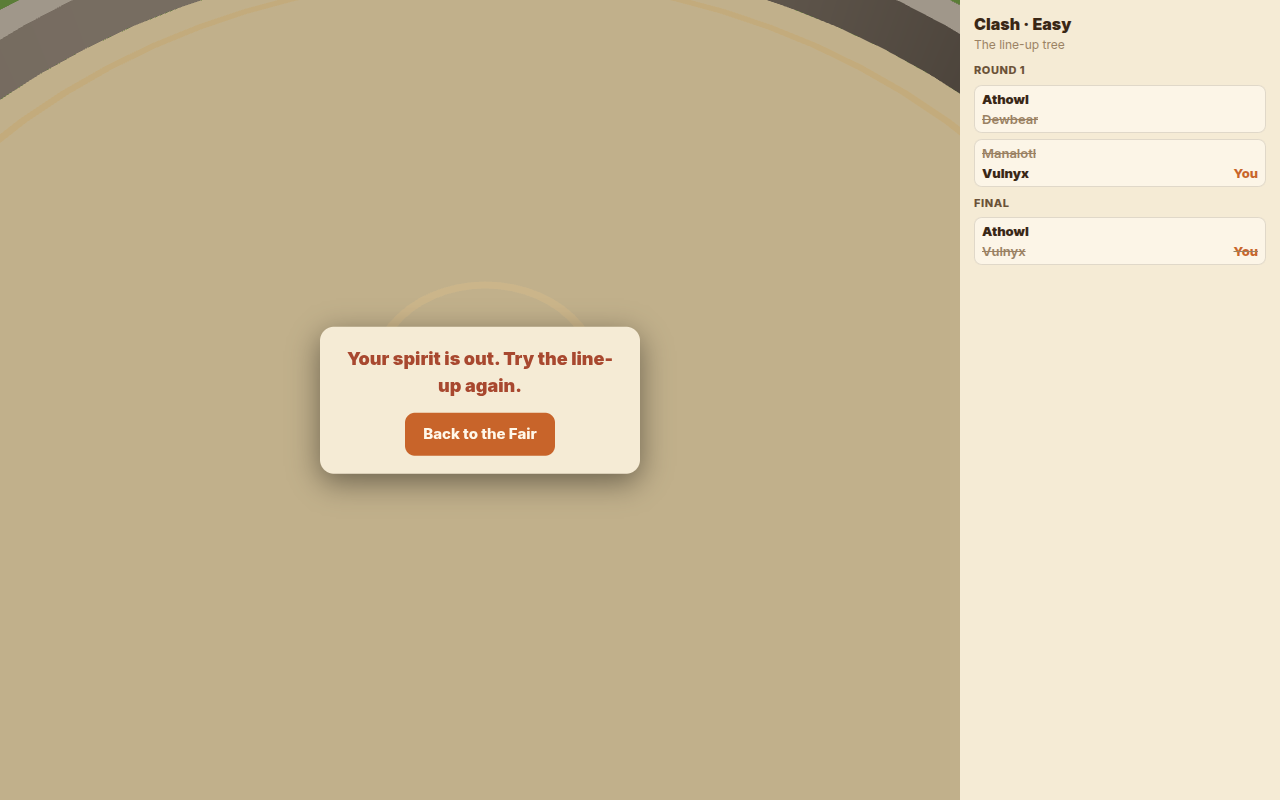 Your spirit is out. Try the line-
up again.
Back to the Fair
Clash · Easy
The line-up tree
ROUND 1
Athowl
Dewbear
Manalotl
Vulnyx You
FINAL
Athowl
Vulnyx You